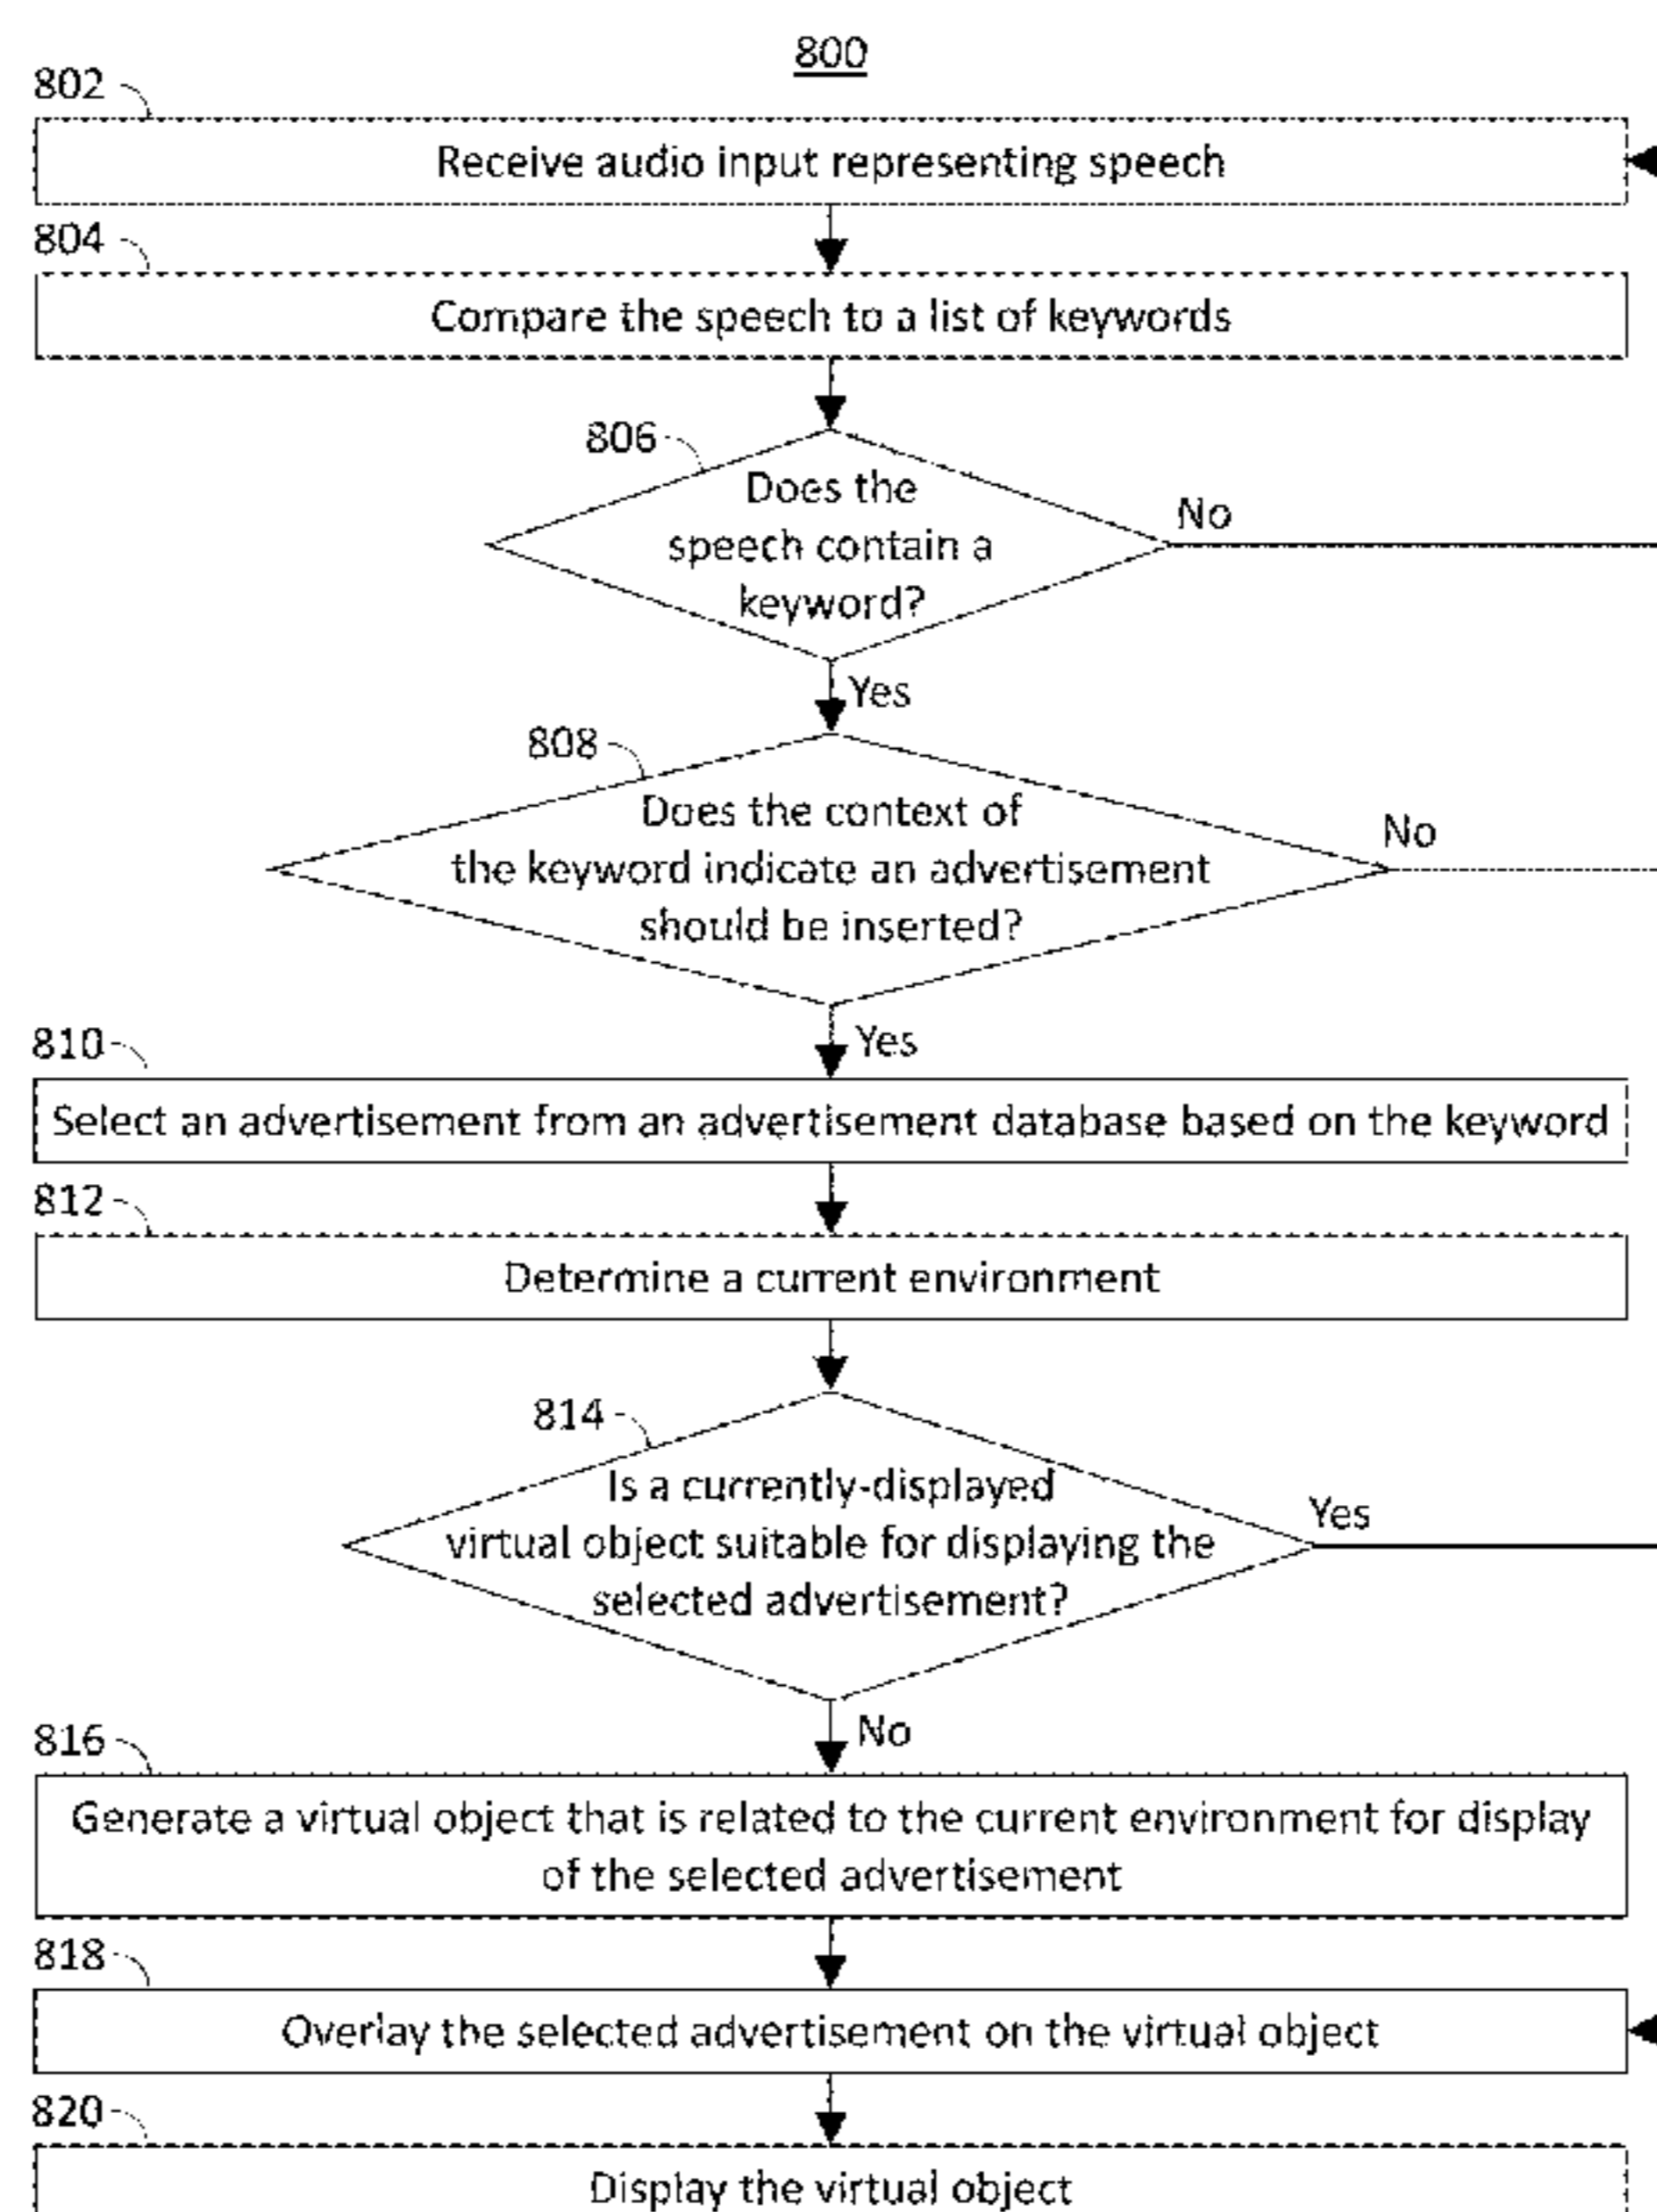 800
802
Receive audio input representing speech
804
Compare the speech to a list of keywords
806
Does the
speech contain a
keyword?
No
Yes
808
Does the context of
the keyword indicate an advertisement
should be inserted?
No
Yes
810
Select an advertisement from an advertisement database based on the keyword
812
Determine a current environment
814
Is a currently-displayed
virtual object suitable for displaying the
selected advertisement?
Yes
No
816
Generate a virtual object that is related to the current environment for display
of the selected advertisement
818
Overlay the selected advertisement on the virtual object
820
Display the virtual object